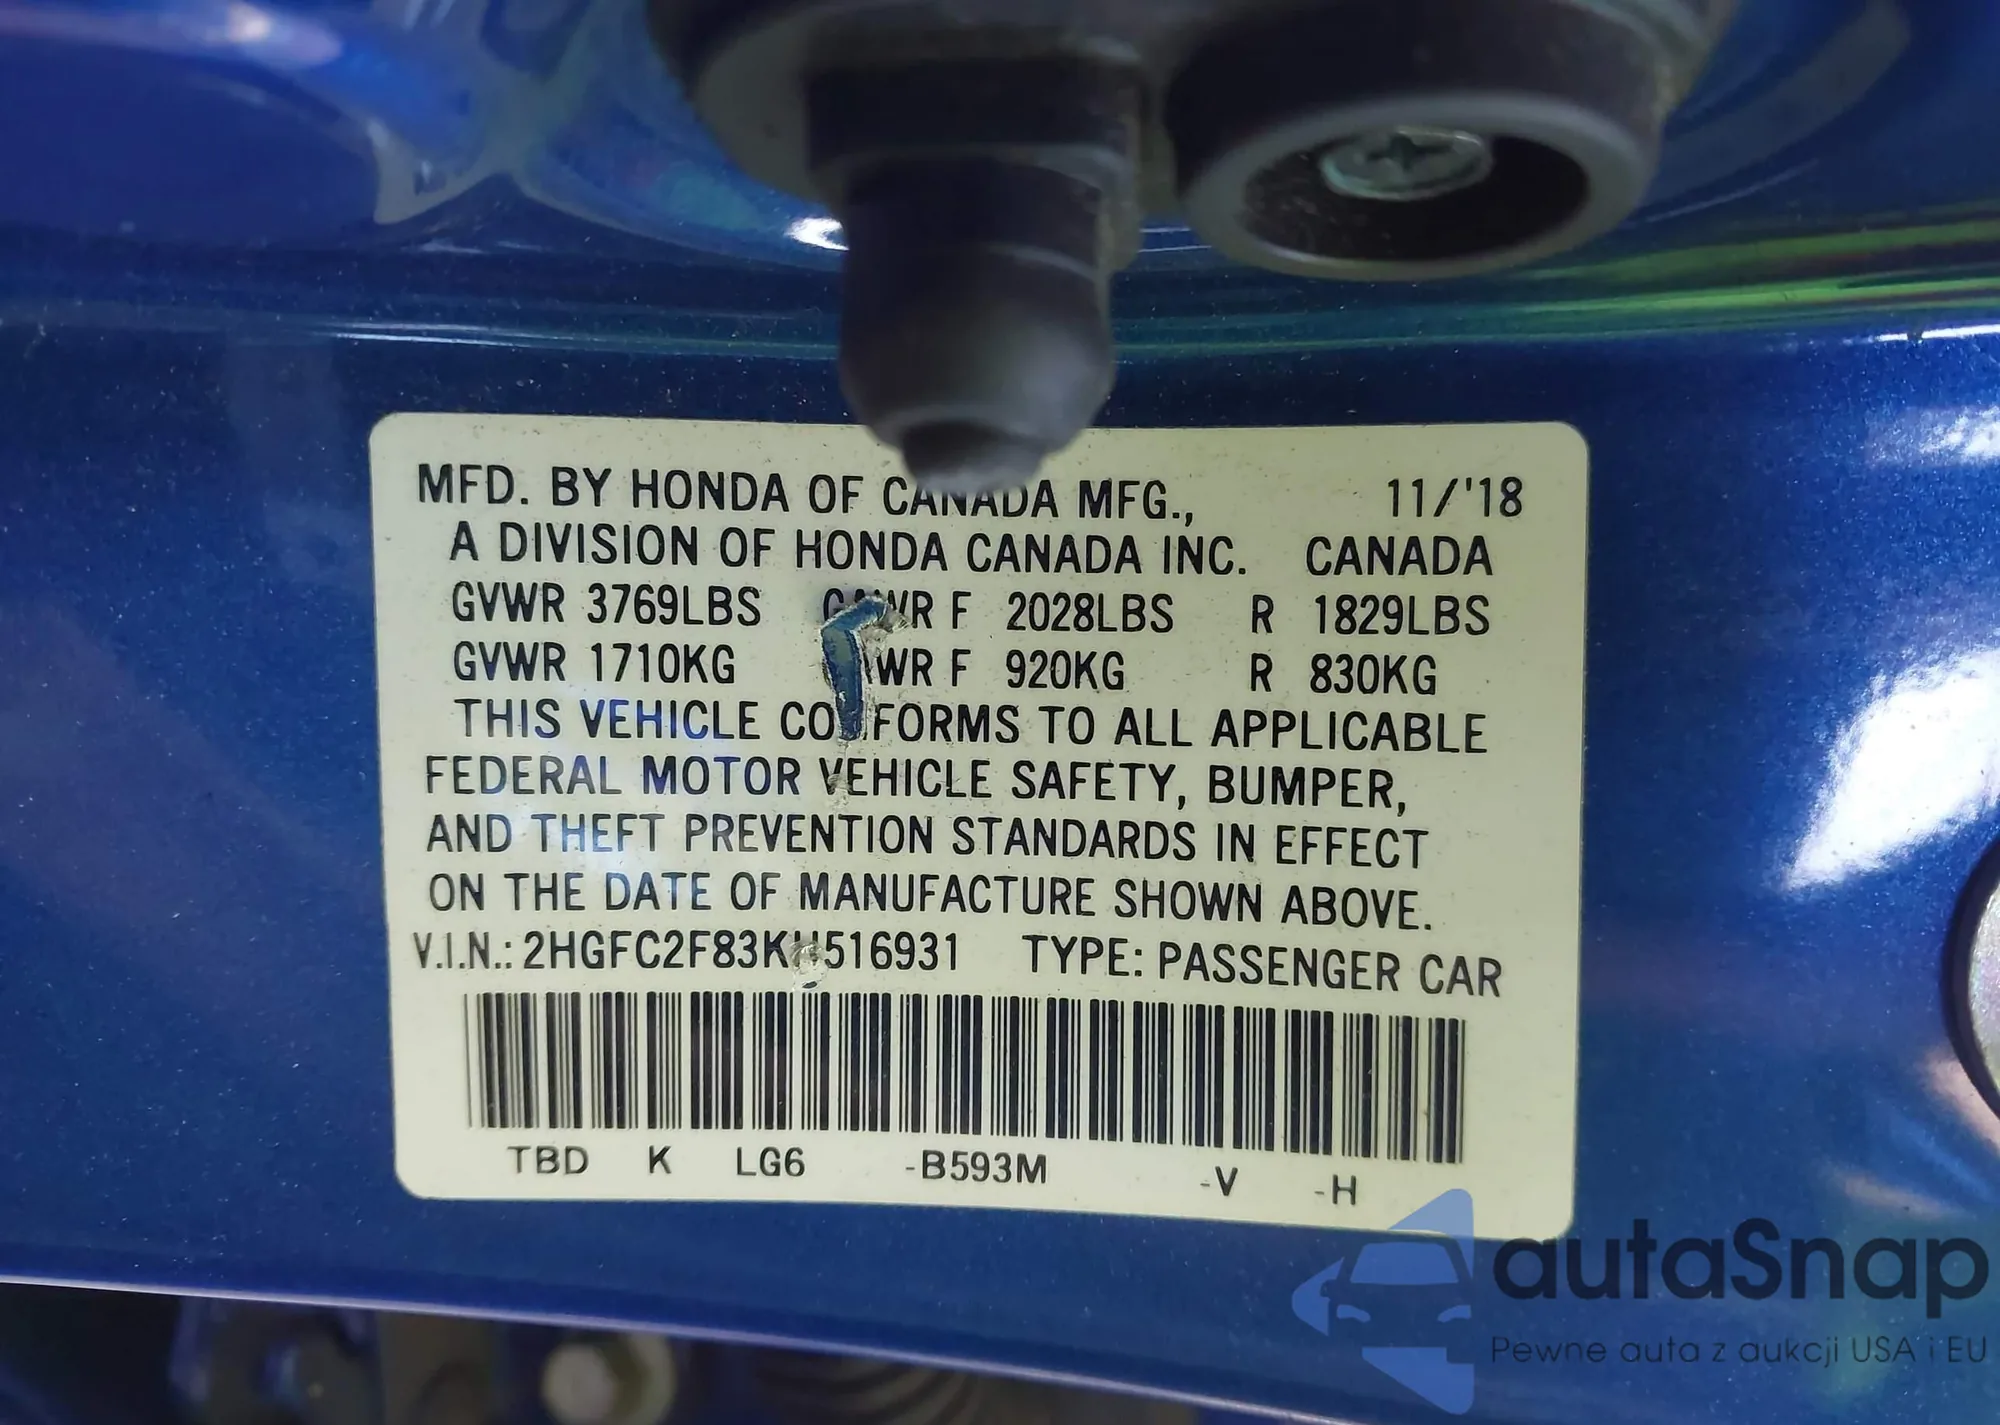 MFD. BY HONDA OF CANADA MFG., 11/'18
A DIVISION OF HONDA CANADA INC. CANADA
GVWR 3769LBS GAWR F 2028LBS R 1829LBS
GVWR 1710KG WR F 920KG R 830KG
THIS VEHICLE CONFORMS TO ALL APPLICABLE
FEDERAL MOTOR VEHICLE SAFETY, BUMPER,
AND THEFT PREVENTION STANDARDS IN EFFECT
ON THE DATE OF MANUFACTURE SHOWN ABOVE.
V.I.N.: 2HGFC2F83KH516931 TYPE: PASSENGER CAR
TBD K LG6 -B593M -V -H
autaSnap
Pewne auta z aukcji USA i EU